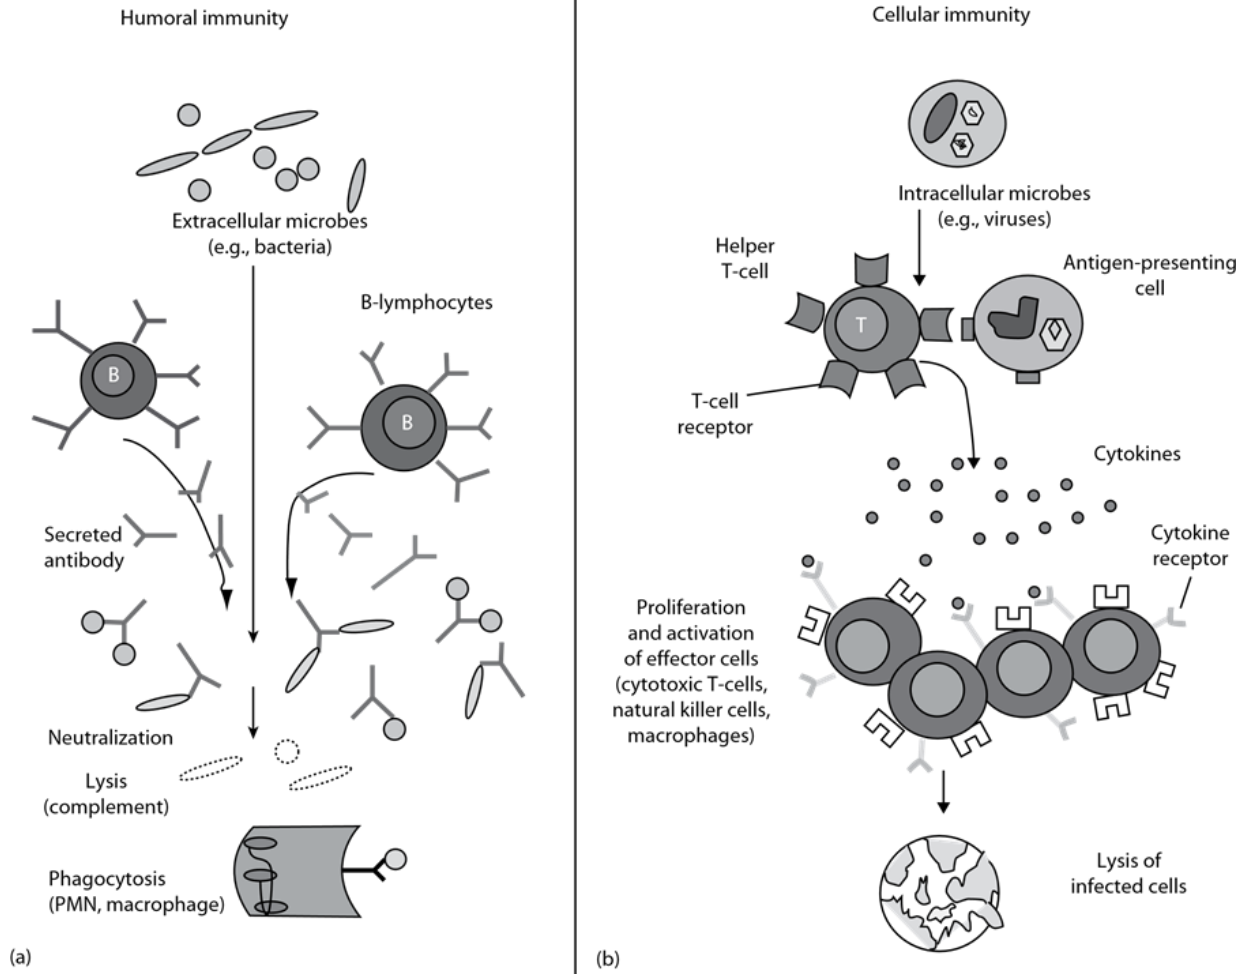 Humoral immunity
Extracellular microbes
(e.g., bacteria)
B-lymphocytes
B
B
Secreted
antibody
Neutralization
Lysis
(complement)
Phagocytosis
(PMN, macrophage)
(a)
Cellular immunity
Intracellular microbes
(e.g., viruses)
Helper
T-cell
Antigen-presenting
cell
T
T-cell
receptor
Cytokines
Cytokine
receptor
Proliferation
and activation
of effector cells
(cytotoxic T-cells,
natural killer cells,
macrophages)
Lysis of
infected cells
(b)